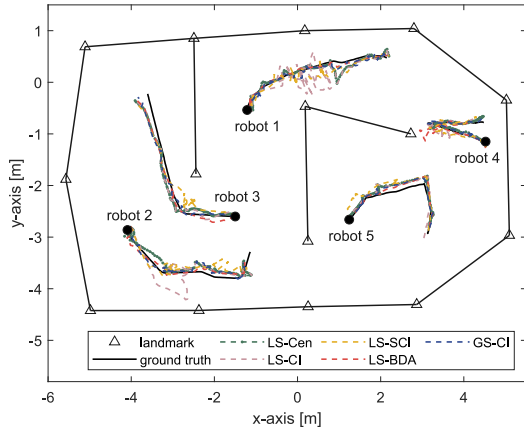 1
0
-1
-2
-3
-4
-5
y-axis [m]
robot 1
robot 4
robot 3
robot 2
robot 5
landmark
LS-Cen
LS-SCI
GS-CI
ground truth
LS-CI
LS-BDA
-6
-4
-2
0
2
4
6
x-axis [m]